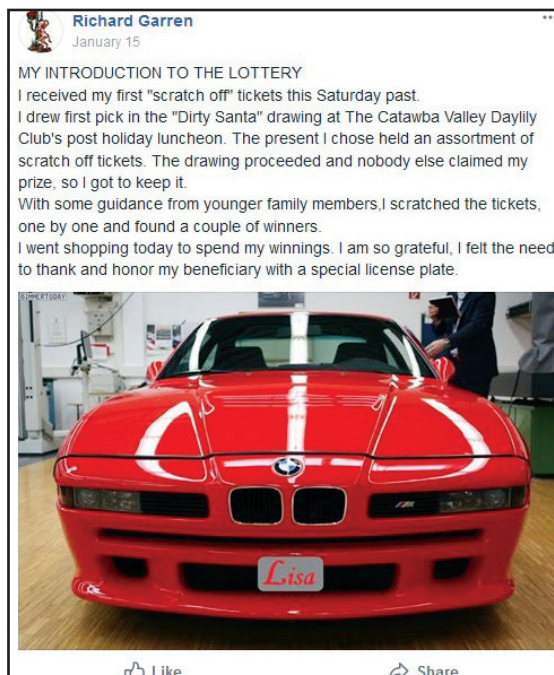 Richard Garren
January 15
MY INTRODUCTION TO THE LOTTERY
I received my first "scratch off" tickets this Saturday past.
I drew first pick in the "Dirty Santa" drawing at The Catawba Valley Daylily
Club's post holiday luncheon. The present I chose held an assortment of
scratch off tickets. The drawing proceeded and nobody else claimed my
prize, so I got to keep it.
With some guidance from younger family members,I scratched the tickets,
one by one and found a couple of winners.
I went shopping today to spend my winnings. I am so grateful, I felt the need
to thank and honor my beneficiary with a special license plate.
BIMMERTODAY
BMW
M
Lisa
Like
Share